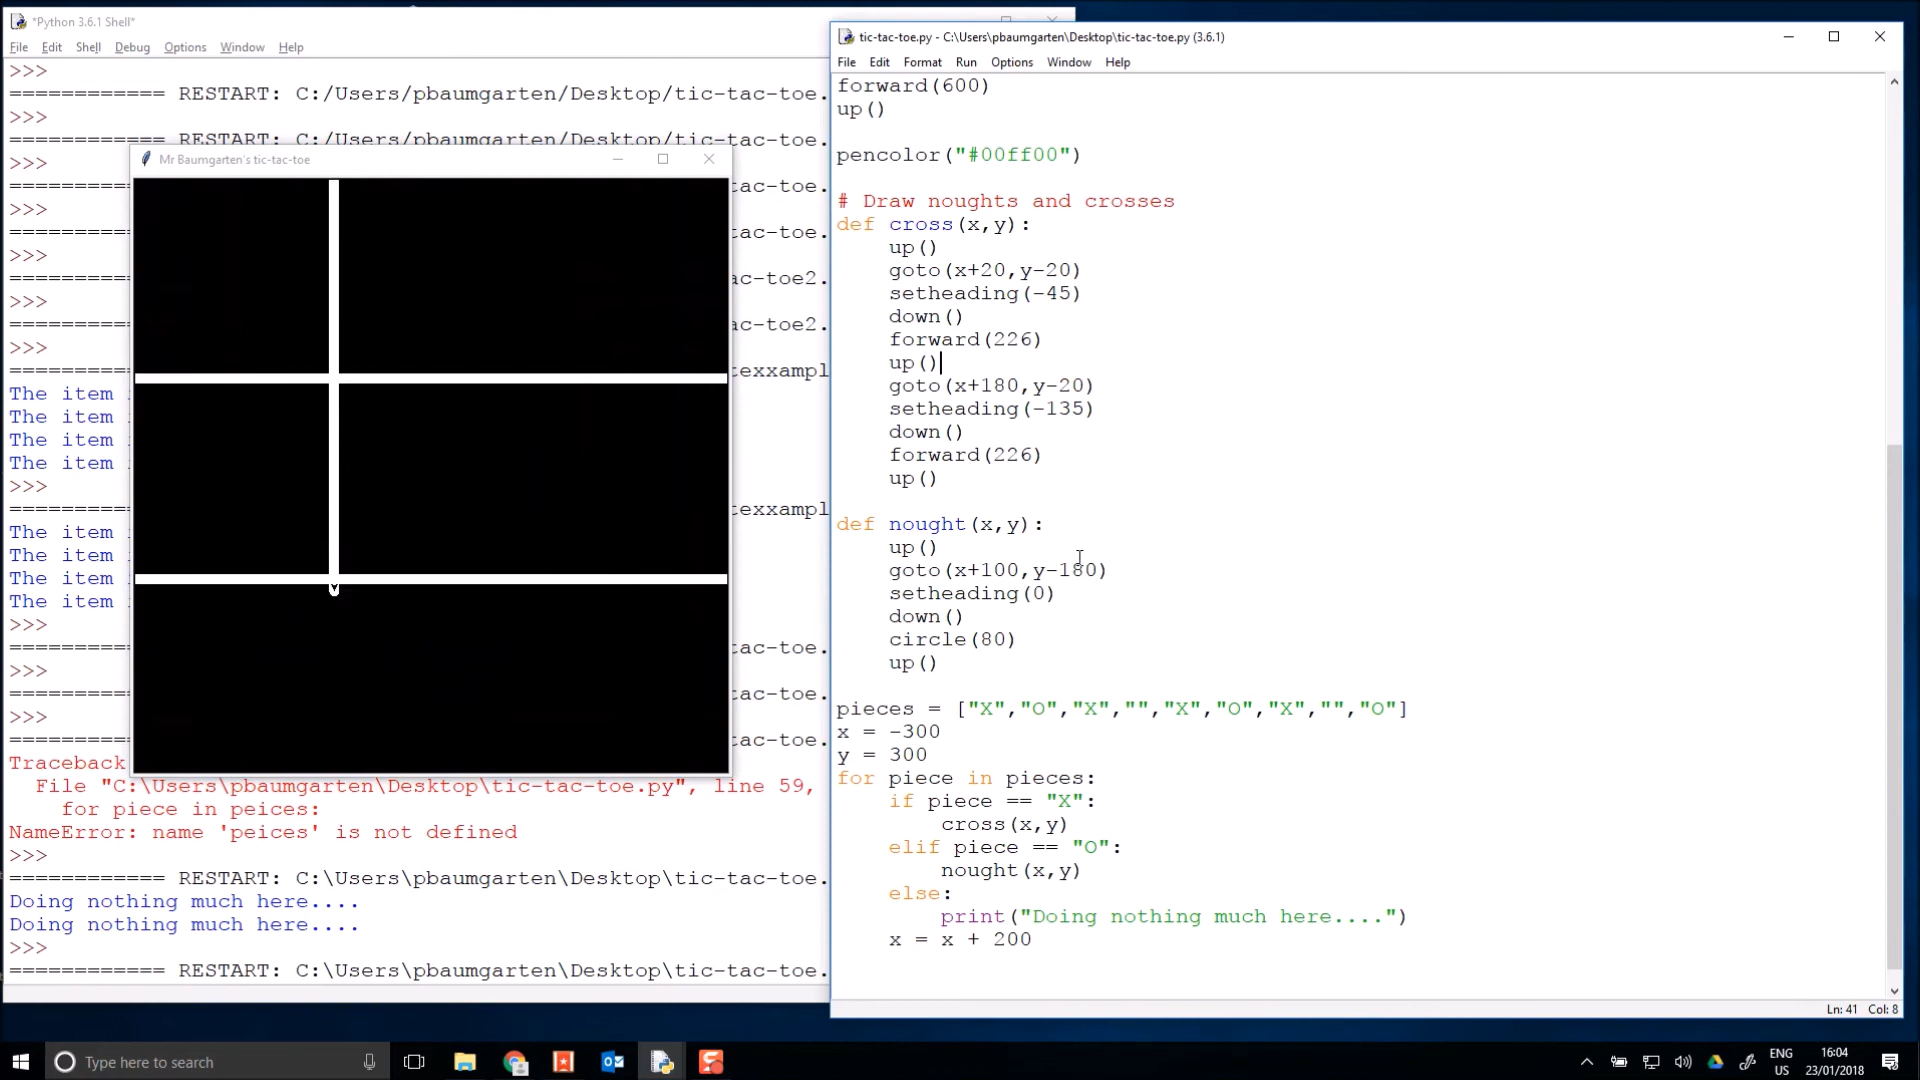 *Python 3.6.1 Shell*
File Edit Shell Debug Options Window Help
>>>
============ RESTART: C:/Users/pbaumgarten/Desktop/tic-tac-toe.
>>>
============ RESTART: C:/Users/pbaumgarten/Desktop/tic-tac-toe.
>>>
tac-toe.
>>>
tac-toe.
>>>
ac-toe2.
>>>
ac-toe2.
>>>
texxampl
The item
The item
The item
The item
>>>
texxampl
The item
The item
The item
The item
>>>
tac-toe.
>>>
tac-toe.
>>>
tac-toe.
Traceback
File "C:\Users\pbaumgarten\Desktop\tic-tac-toe.py", line 59,
for piece in peices:
NameError: name 'peices' is not defined
>>>
============ RESTART: C:\Users\pbaumgarten\Desktop\tic-tac-toe.
Doing nothing much here....
Doing nothing much here....
>>>
============ RESTART: C:\Users\pbaumgarten\Desktop\tic-tac-toe.
Mr Baumgarten's tic-tac-toe
tic-tac-toe.py - C:\Users\pbaumgarten\Desktop\tic-tac-toe.py (3.6.1)
File Edit Format Run Options Window Help
forward(600)
up()
pencolor("#00ff00")
# Draw noughts and crosses
def cross(x,y):
up()
goto(x+20,y-20)
setheading(-45)
down()
forward(226)
up()
goto(x+180,y-20)
setheading(-135)
down()
forward(226)
up()
def nought(x,y):
up()
goto(x+100,y-180)
setheading(0)
down()
circle(80)
up()
pieces = ["X","O","X","","X","O","X","","O"]
x = -300
y = 300
for piece in pieces:
if piece == "X":
cross(x,y)
elif piece == "O":
nought(x,y)
else:
print("Doing nothing much here....")
x = x + 200
Ln: 41 Col: 8
Type here to search
ENG
US
16:04
23/01/2018